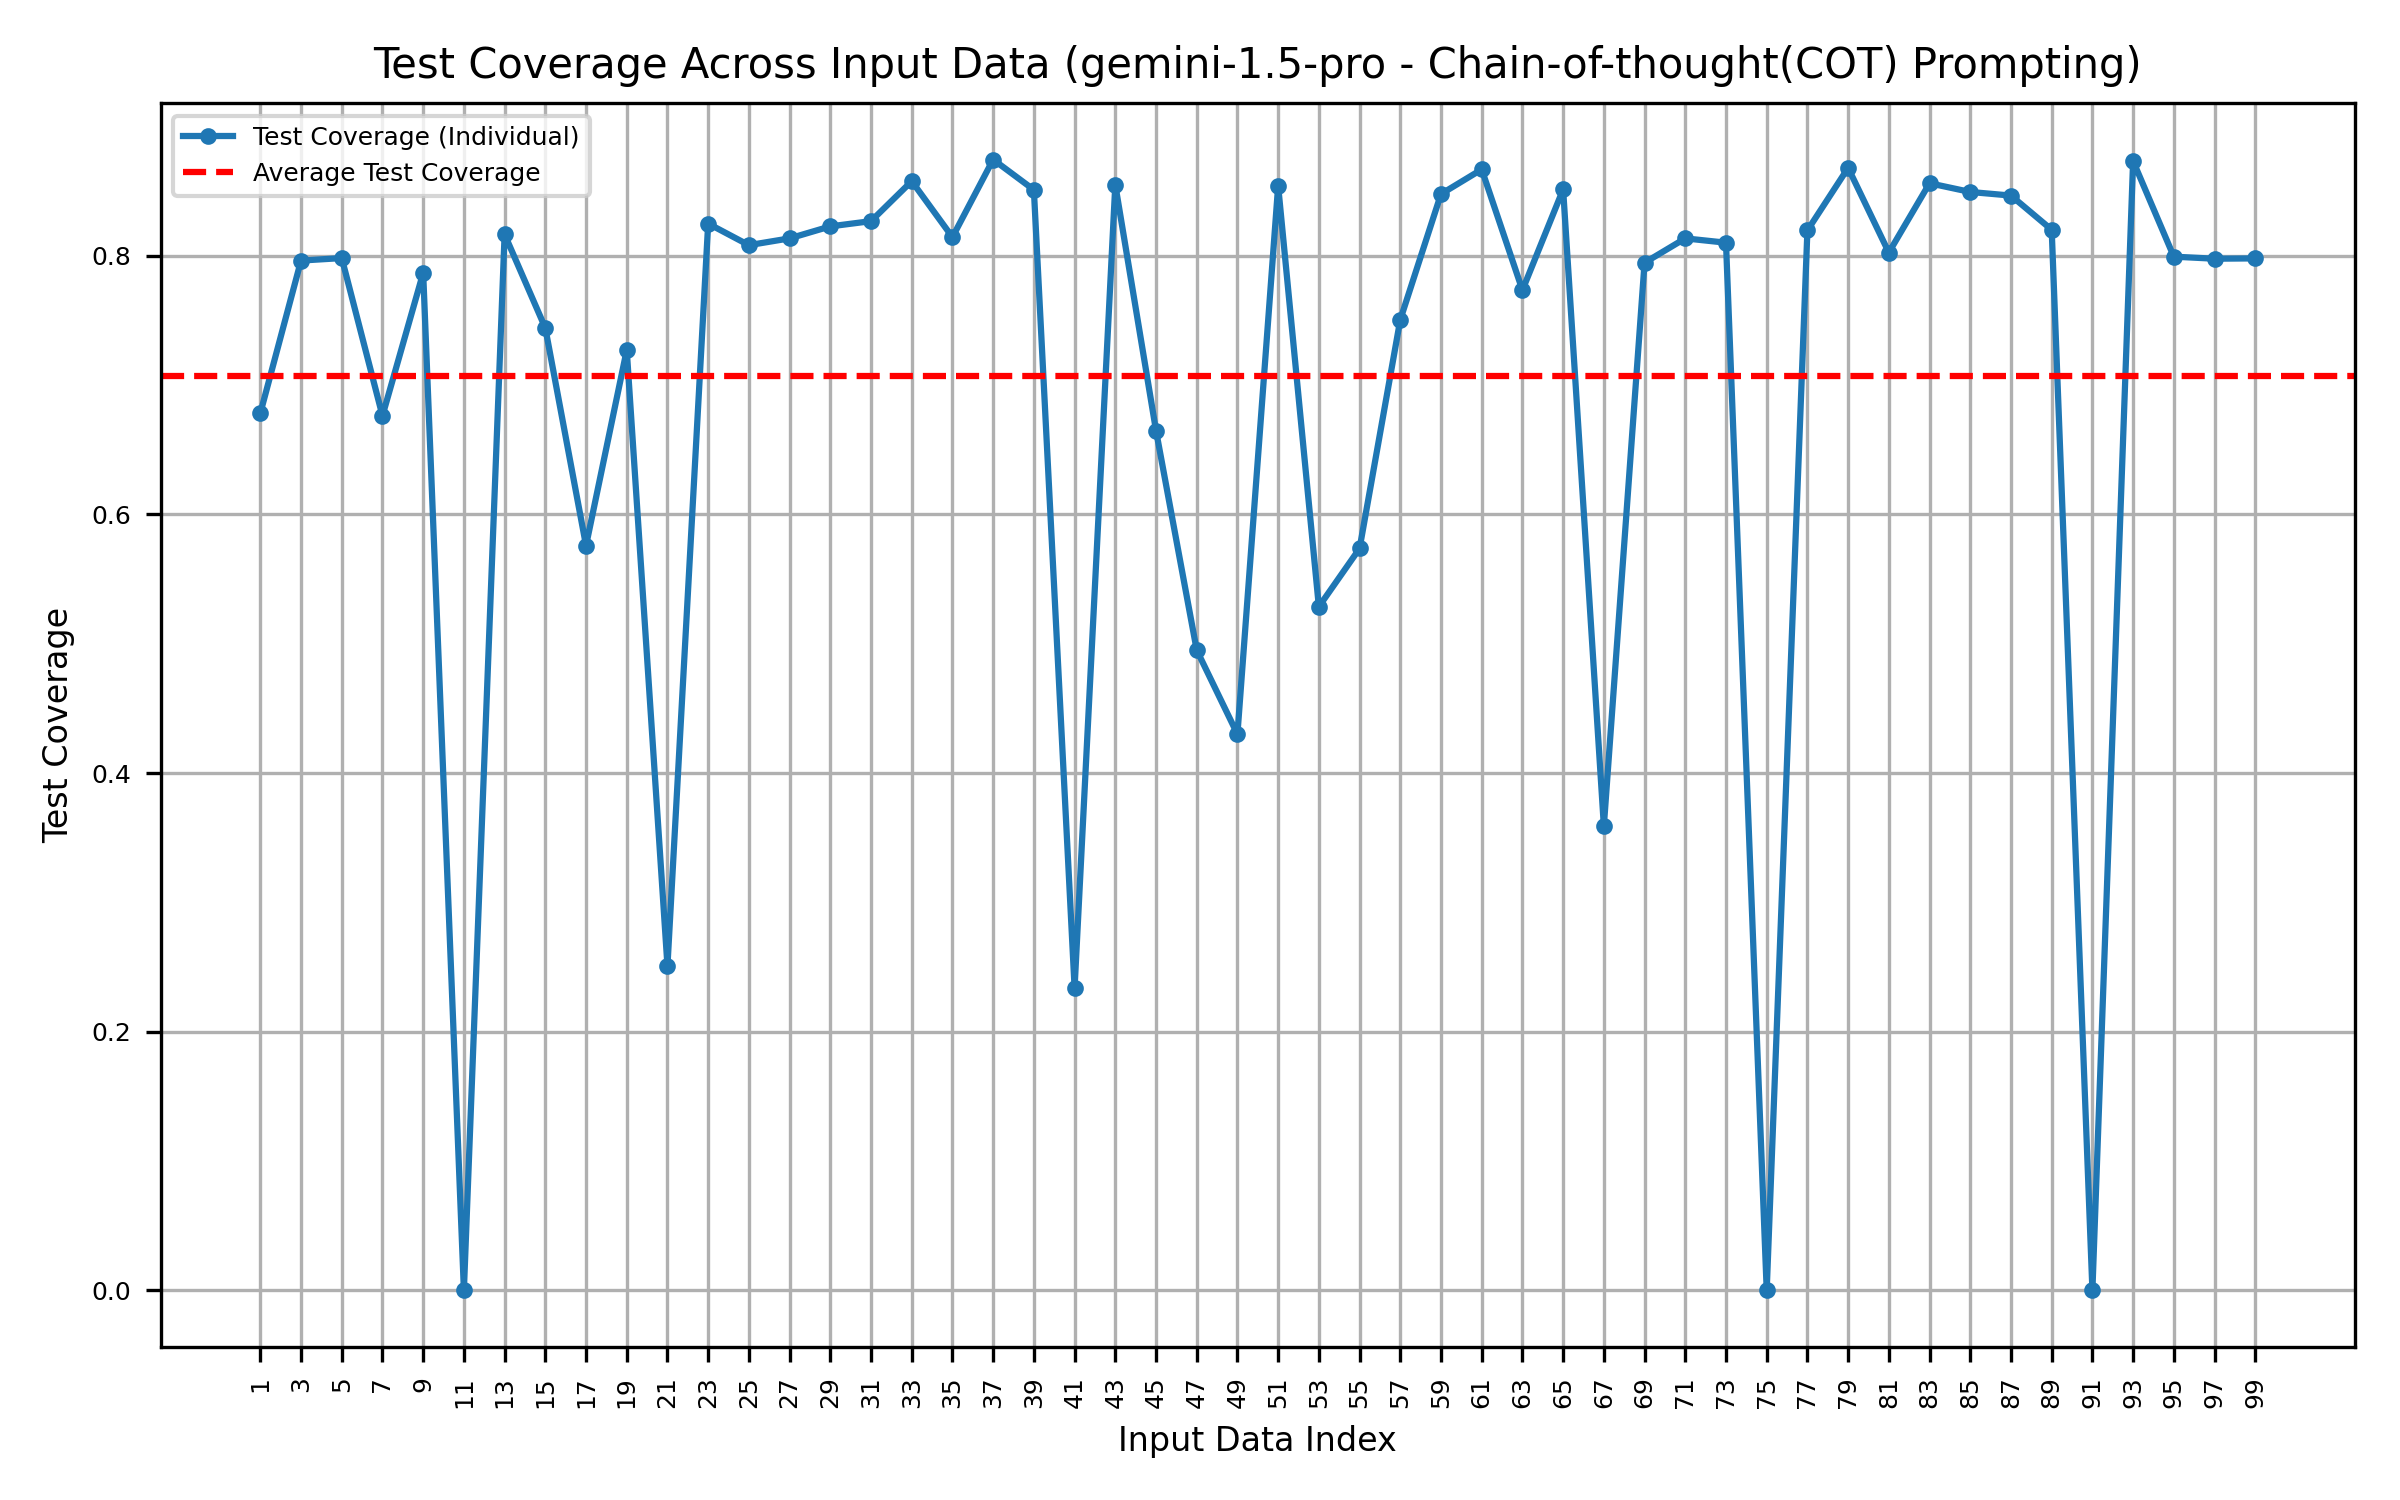 Test Coverage Across Input Data (gemini-1.5-pro - Chain-of-thought(COT) Prompting)
Test Coverage (Individual)
Average Test Coverage
Test Coverage
0.8
0.6
0.4
0.2
0.0
1 3 5 7 9 11 13 15 17 19 21 23 25 27 29 31 33 35 37 39 41 43 45 47 49 51 53 55 57 59 61 63 65 67 69 71 73 75 77 79 81 83 85 87 89 91 93 95 97 99
Input Data Index